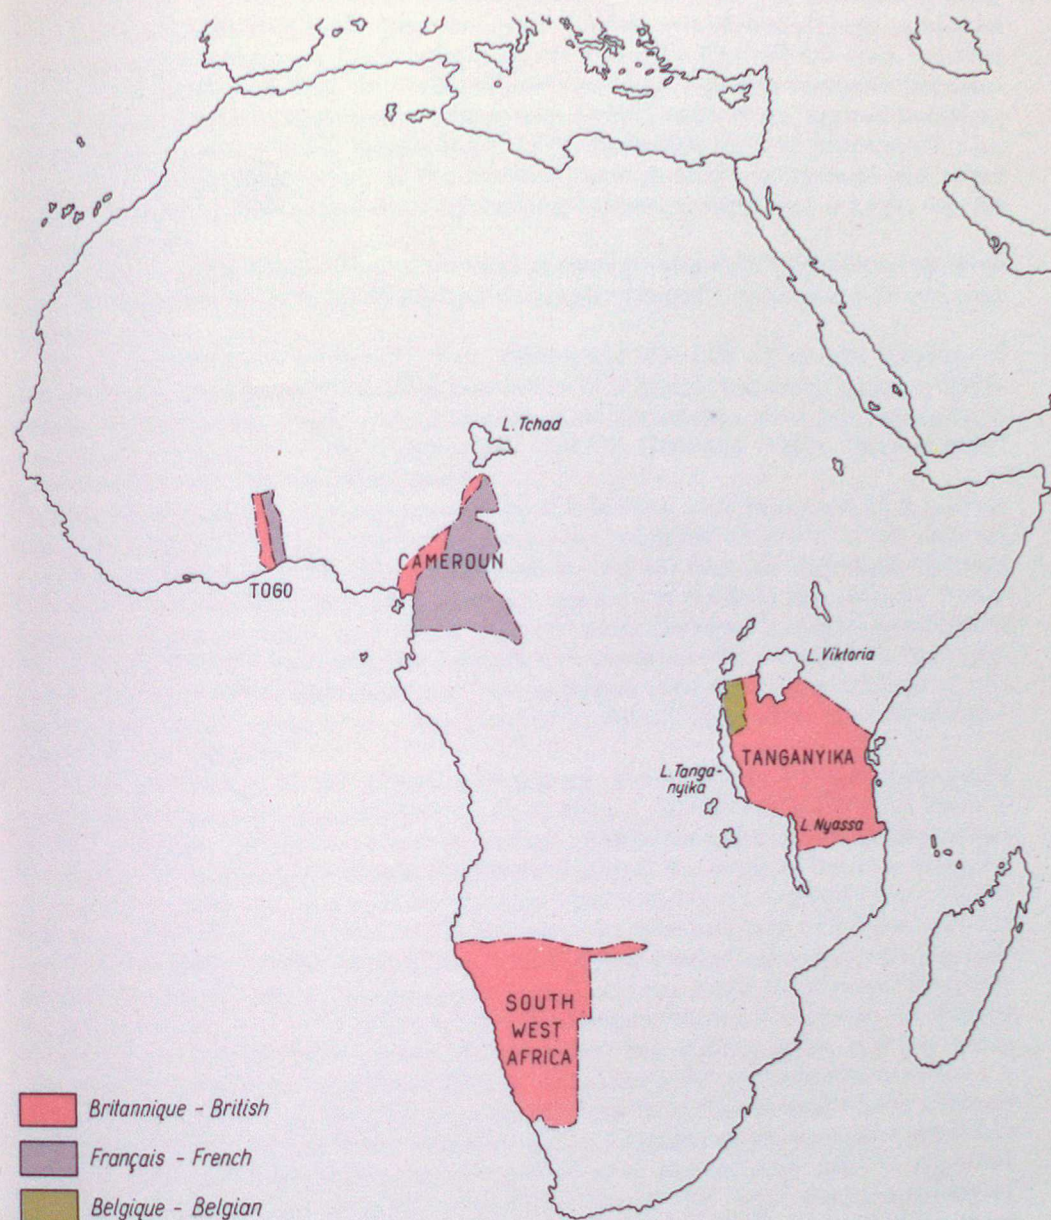 L. Tchad
CAMEROUN
TOGO
L. Viktoria
TANGANYIKA
L. Tanga-
nyika
L. Nyassa
SOUTH
WEST
AFRICA
Britannique - British
Français - French
Belgique - Belgian